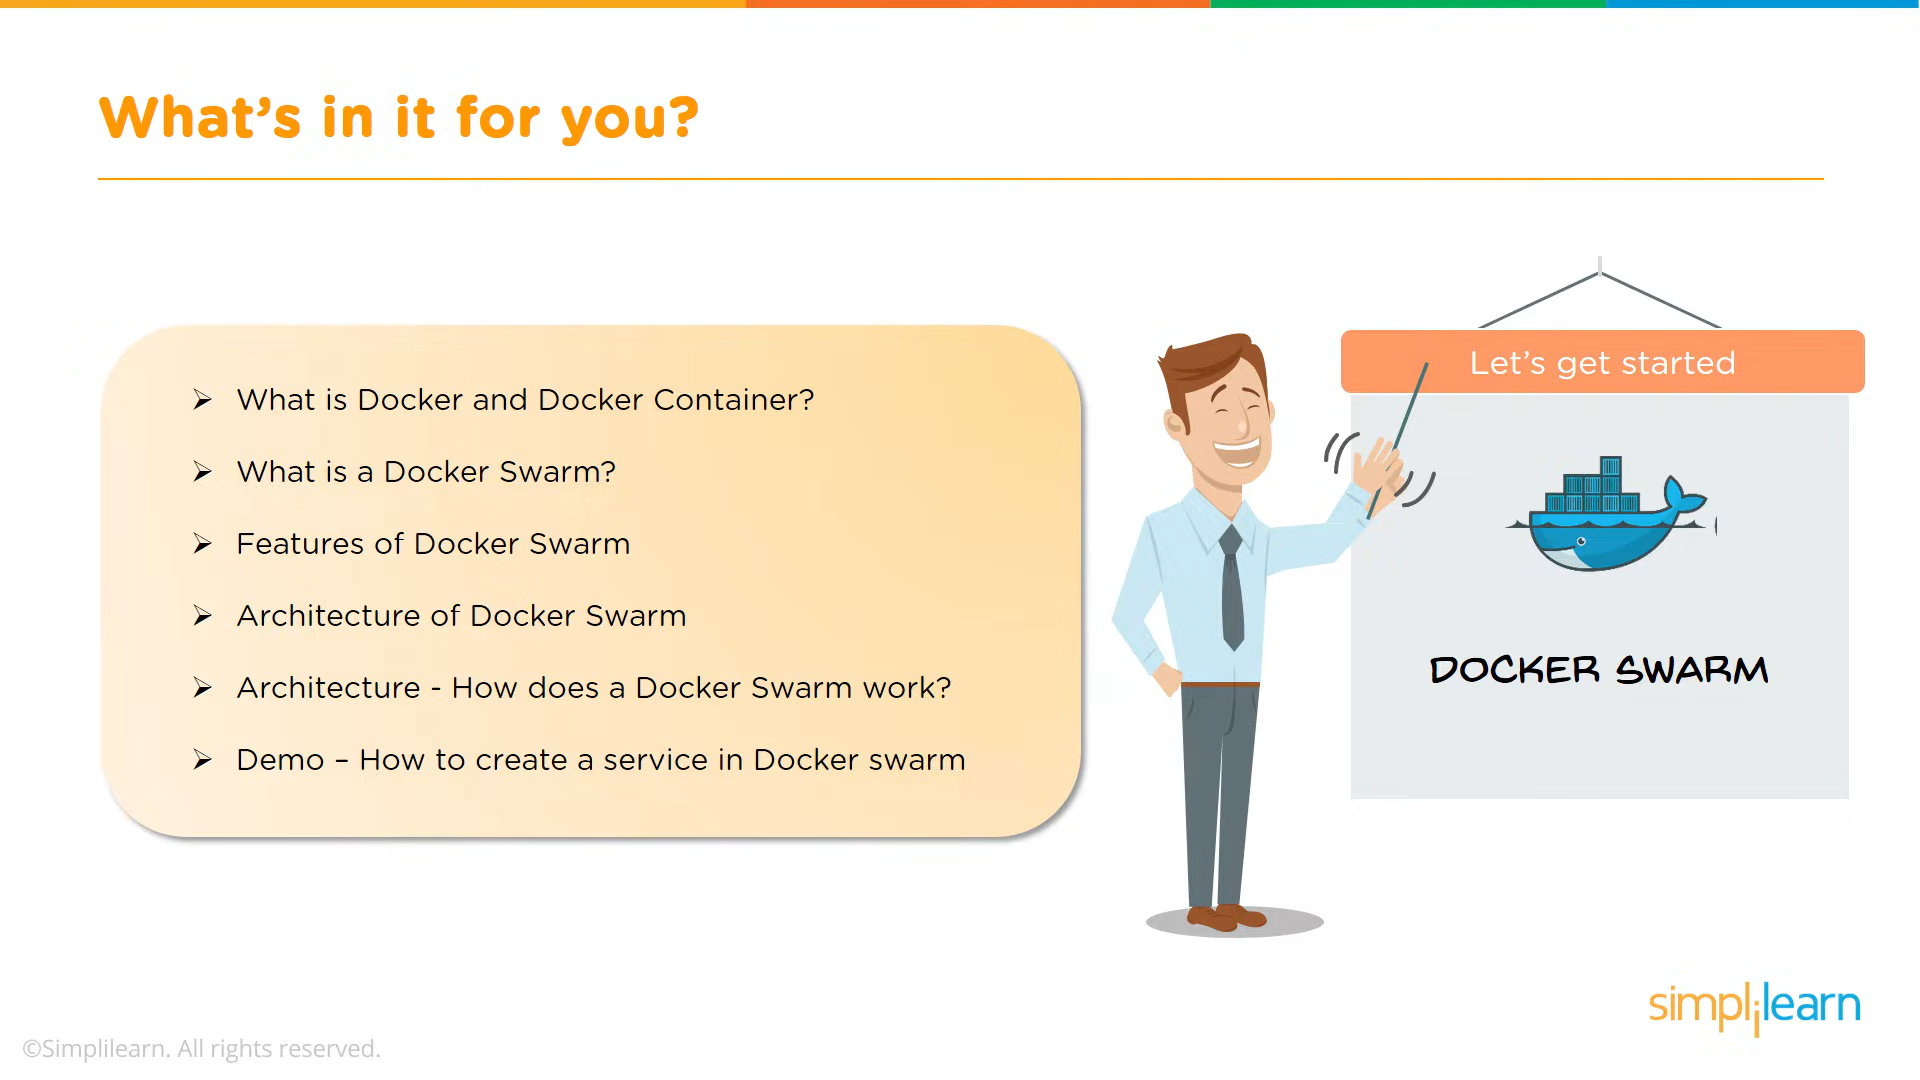 What's in it for you?
➢ What is Docker and Docker Container?
➢ What is a Docker Swarm?
➢ Features of Docker Swarm
➢ Architecture of Docker Swarm
➢ Architecture - How does a Docker Swarm work?
➢ Demo – How to create a service in Docker swarm
Let's get started
DOCKER SWARM
simplilearn
©Simplilearn. All rights reserved.